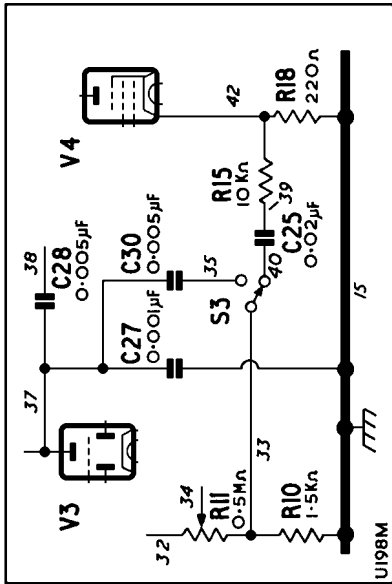 V4
42
R18
220Ω
38
C28
0·005µF
C30
0·005µF
R15
10KΩ
39
C25
0·02µF
40
35
S3
37
C27
0·001µF
V3
15
33
34
R11
0·5MΩ
32
R10
1·5KΩ
U198M